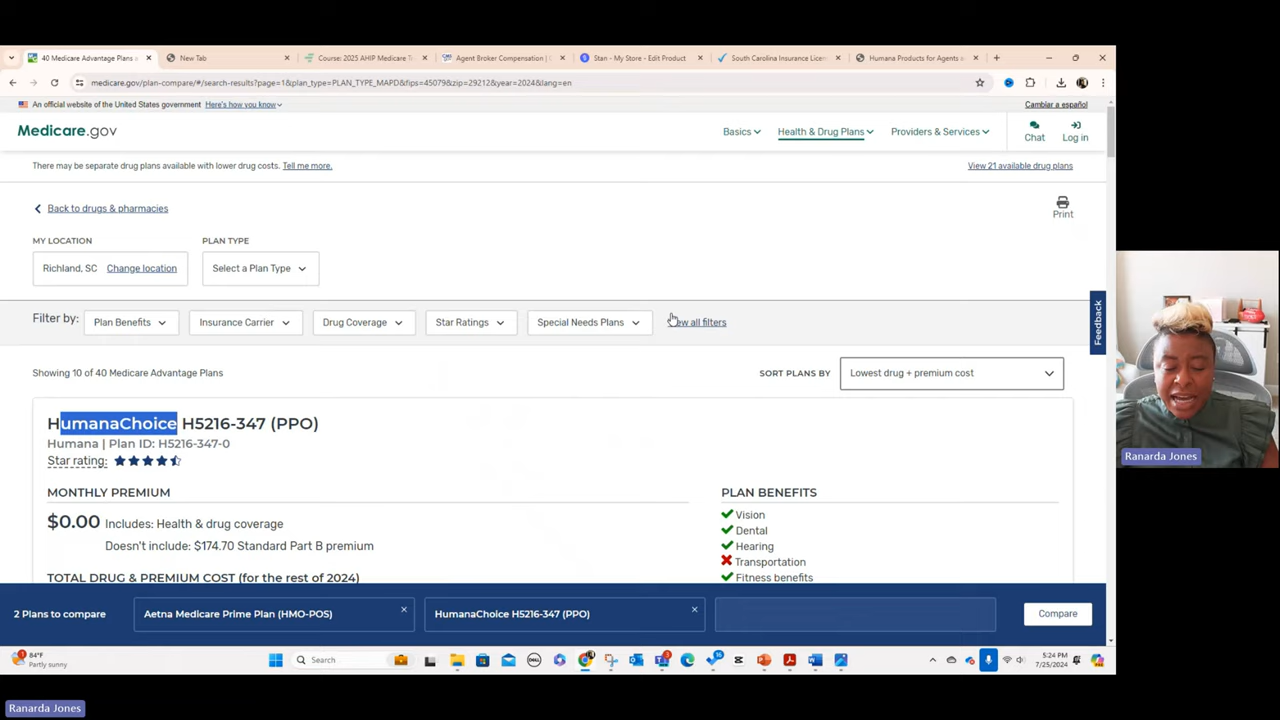 40 Medicare Advantage Plans
New Tab
Course: 2025 AHIP Medicare T
Agent Broker Compensation |
Stan - My Store - Edit Product
South Carolina Insurance Licen
Humana Products for Agents
medicare.gov/plan-compare/#/search-results?page=1&plan_type=PLAN_TYPE_MAPD&fips=45079&zip=29212&year=2024&lang=en
An official website of the United States government Here's how you know
Cambiar a español
Medicare.gov
Basics Health & Drug Plans Providers & Services Chat Log in
There may be separate drug plans available with lower drug costs. Tell me more.
View 21 available drug plans
Back to drugs & pharmacies
Print
MY LOCATION
PLAN TYPE
Richland, SC Change location
Select a Plan Type
Filter by:
Plan Benefits
Insurance Carrier
Drug Coverage
Star Ratings
Special Needs Plans
View all filters
Feedback
Showing 10 of 40 Medicare Advantage Plans
SORT PLANS BY
Lowest drug + premium cost
HumanaChoice H5216-347 (PPO)
Humana | Plan ID: H5216-347-0
Star rating:
MONTHLY PREMIUM
$0.00 Includes: Health & drug coverage
Doesn't include: $174.70 Standard Part B premium
TOTAL DRUG & PREMIUM COST (for the rest of 2024)
PLAN BENEFITS
Vision
Dental
Hearing
Transportation
Fitness benefits
2 Plans to compare
Aetna Medicare Prime Plan (HMO-POS)
HumanaChoice H5216-347 (PPO)
Compare
84°F
Partly sunny
Search
5:24 PM
7/25/2024
Ranarda Jones
Ranarda Jones